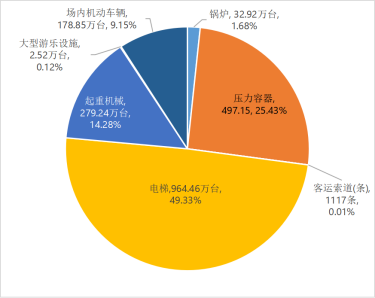 场内机动车辆,
178.85万台, 9.15%
锅炉, 32.92万台,
1.68%
大型游乐设施,
2.52万台,
0.12%
起重机械,
279.24万台,
14.28%
压力容器,
497.15, 25.43%
电梯,964.46万台,
49.33%
客运索道(条),
1117条,
0.01%